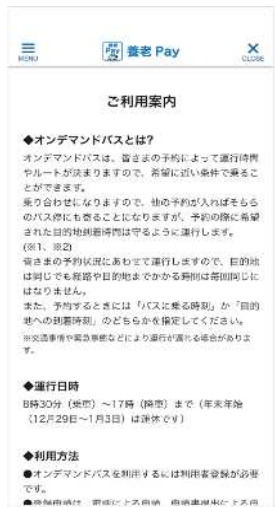 MENU
養老 Pay
CLOSE
ご利用案内
◆オンデマンドバスとは?
オンデマンドバスは、皆さまの予約によって運行時間
やルートが決まりますので、希望に近い条件で乗るこ
とができます。
乗り合わせになりますので、他の予約が入ればそちら
のバス停にも寄ることになりますが、予約の際に希望
された目的地到着時間は守るように運行します。
(※1、※2)
皆さまの予約状況にあわせて運行しますので、目的地
は同じでも経路や目的地までかかる時間は毎回同じに
はなりません。
また、予約するときには「バスに乗る時刻」か「目的
地への到着時刻」のどちらかを指定してください。
※交通事情や緊急事態などにより運行が遅れる場合がありま
す。
◆運行日時
8時30分(乗車)~17時(降車)まで(年末年始
(12月29日~1月3日)は運休です)
◆利用方法
●オンデマンドバスを利用するには利用者登録が必要
です。